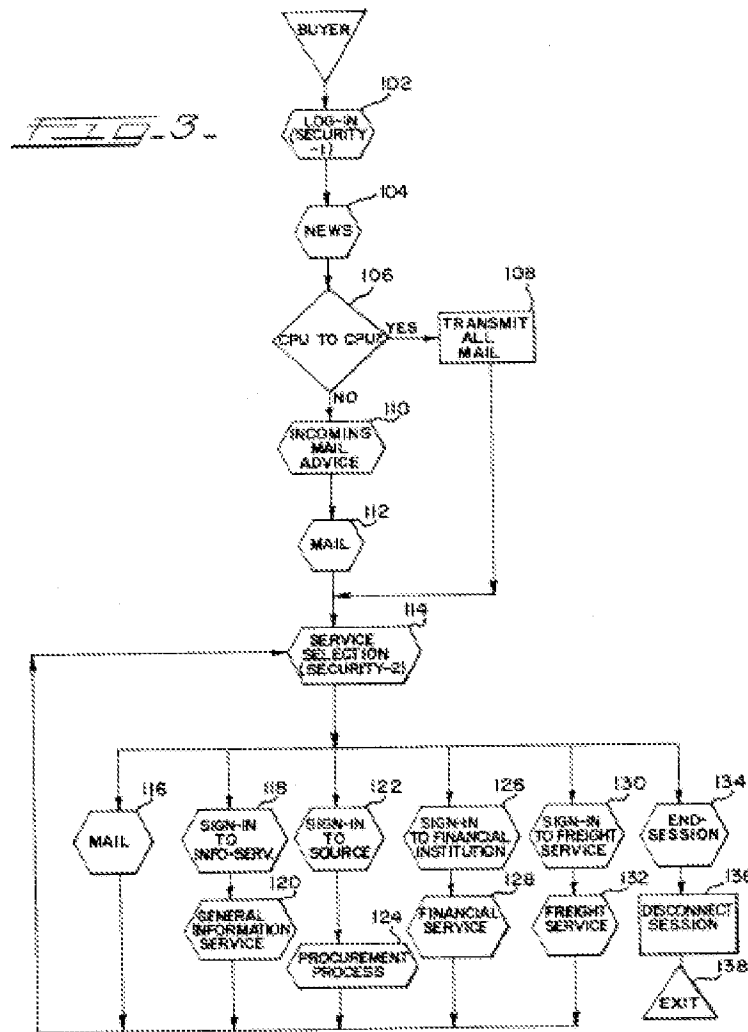 BUYER
102
FIG_3_
LOG-IN
(SECURITY
-1)
104
NEWS
106
108
CPU TO CPU?
YES
TRANSMIT
ALL
MAIL
NO
110
INCOMING
MAIL
ADVICE
112
MAIL
114
SERVICE
SELECTION
(SECURITY-2)
116
118
122
126
130
134
MAIL
SIGN-IN
TO
INFO-SERV.
SIGN-IN
TO
SOURCE
SIGN-IN
TO FINANCIAL
INSTITUTION
SIGN-IN
TO FREIGHT
SERVICE
END-
SESSION
120
124
128
132
136
GENERAL
INFORMATION
SERVICE
PROCUREMENT
PROCESS
FINANCIAL
SERVICE
FREIGHT
SERVICE
DISCONNECT
SESSION
138
EXIT